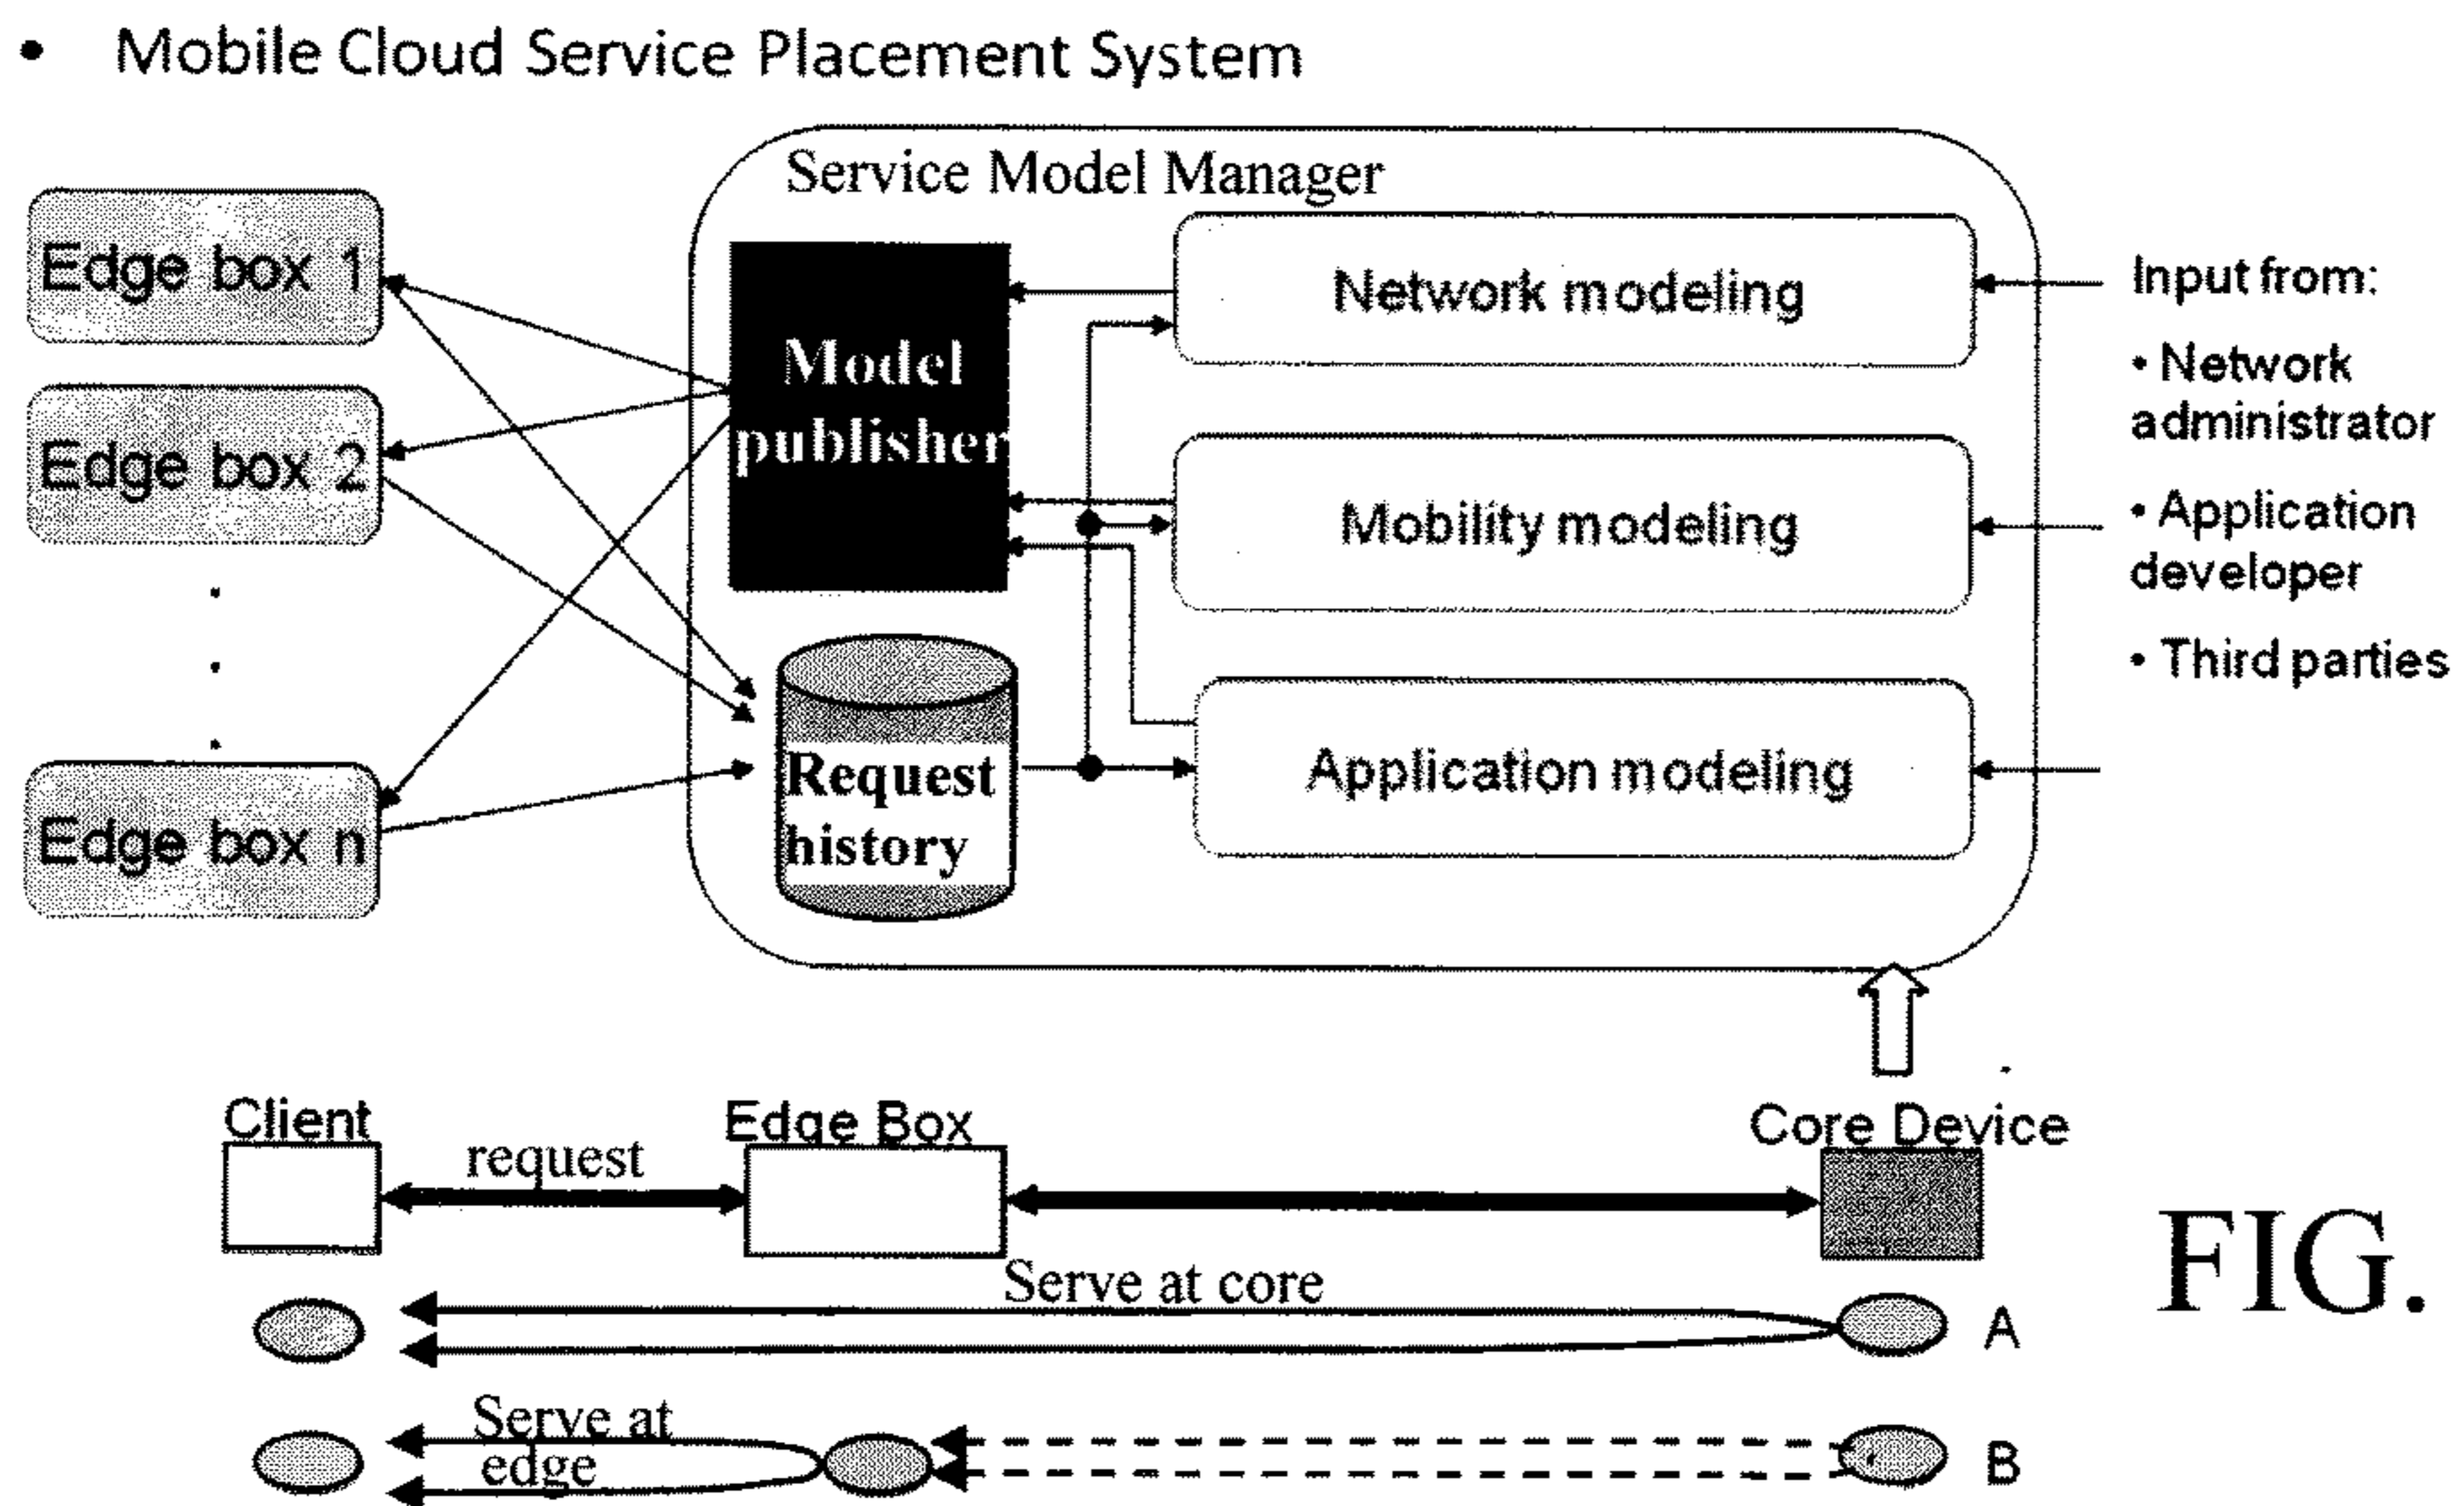 • Mobile Cloud Service Placement System
Service Model Manager
Edge box 1
Edge box 2
Edge box n
Model
publisher
Request
history
Network modeling
Mobility modeling
Application modeling
Input from:
• Network
administrator
• Application
developer
• Third parties
Client
request
Edge Box
Core Device
Serve at core
A
Serve at
edge
B
FIG.